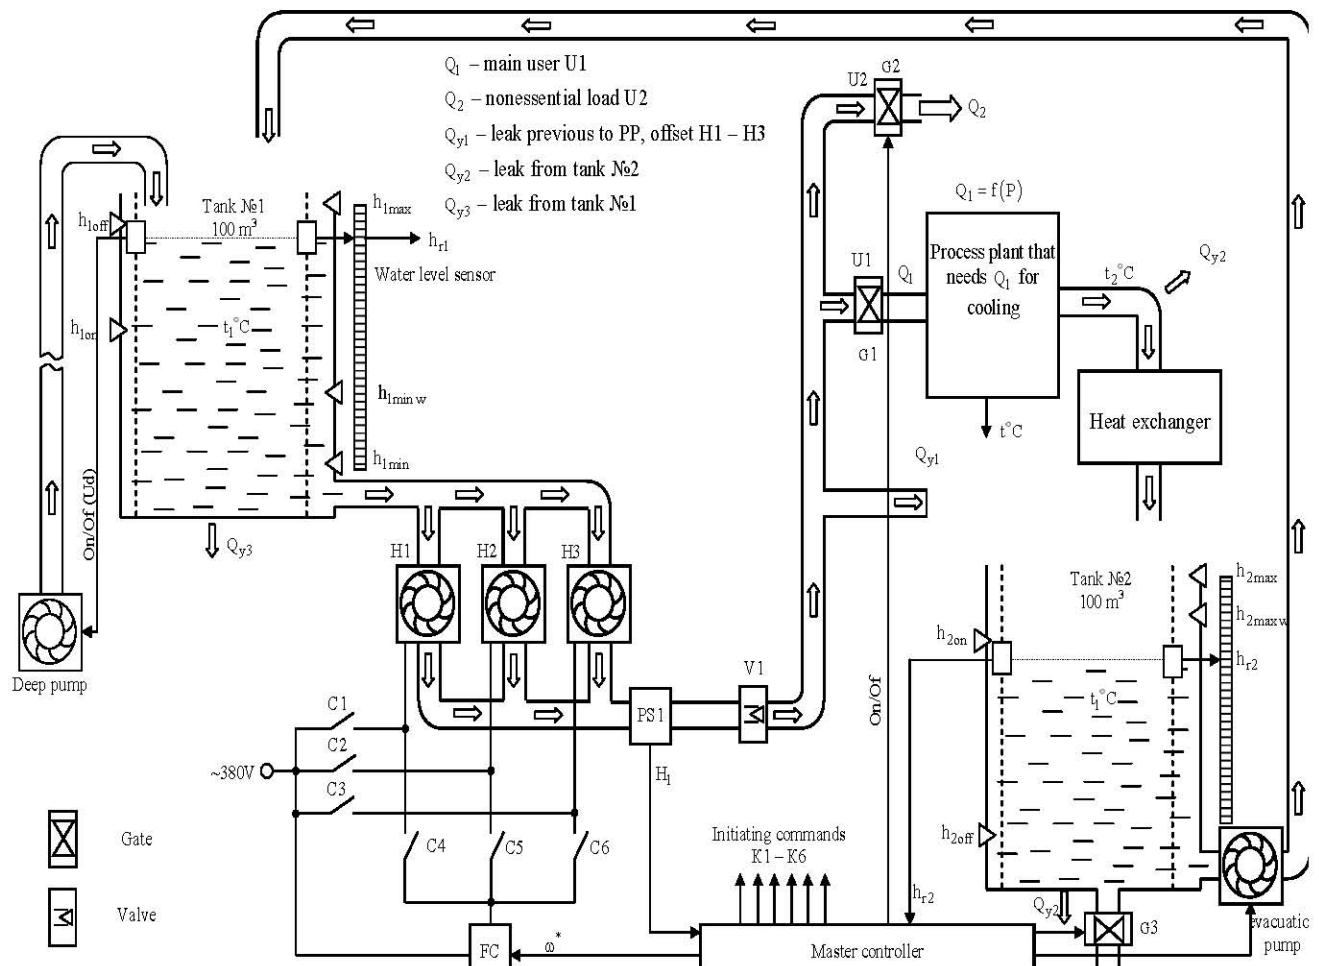 Q1 – main user U1
Q2 – nonessential load U2
Qy1 – leak previous to PP, offset H1 – H3
Qy2 – leak from tank №2
Qy3 – leak from tank №1
U2
G2
Q2
Tank №1
100 m³
h1max
h1off
hr1
Water level sensor
h1on
t1°C
h1min w
h1min
On/Of (Ud)
Qy3
Deep pump
Q1 = f(P)
Process plant that
needs Q1 for
cooling
U1
Q1
G1
t2°C
Qy2
t°C
Heat exchanger
Qy1
H1
H2
H3
Tank №2
100 m³
h2max
h2max w
h2on
hr2
t1°C
h2off
V1
PS1
H1
On/Of
C1
C2
C3
~380V
C4
C5
C6
Gate
Valve
Initiating commands
K1 – K6
hr2
Qy2
G3
evacuatic
pump
FC
ω*
Master controller